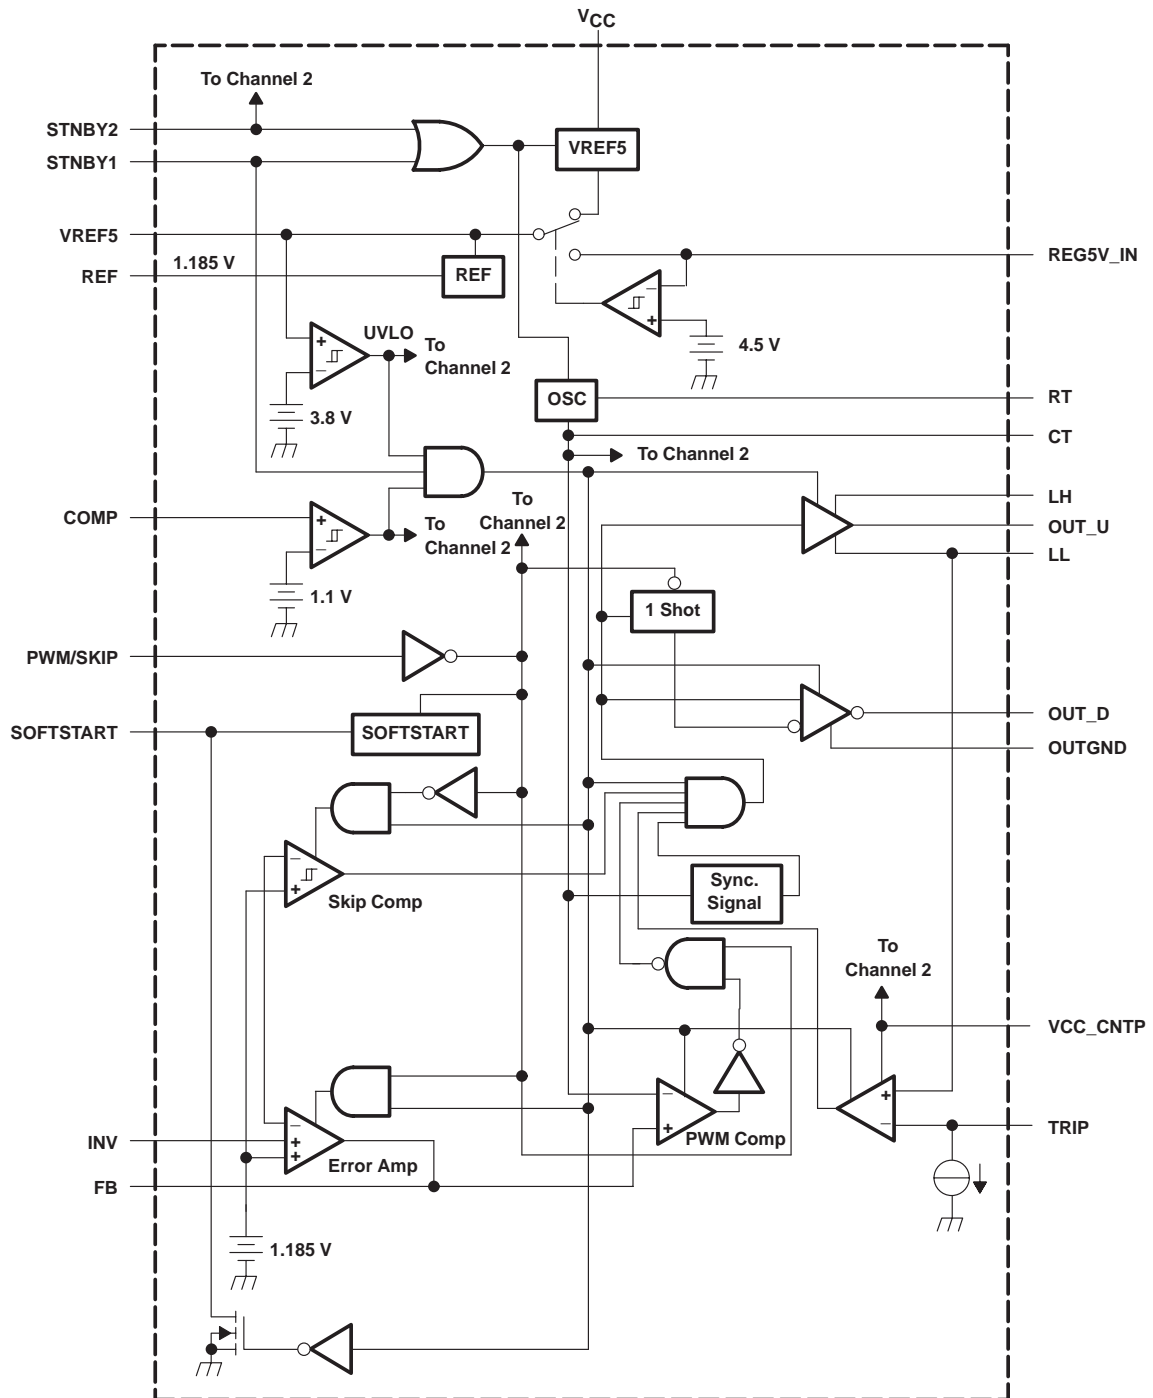 VCC
To Channel 2
STNBY2
STNBY1
VREF5
VREF5
REF
1.185 V
REF
REG5V_IN
−
+
4.5 V
UVLO
+
−
To
Channel 2
3.8 V
OSC
RT
CT
To Channel 2
COMP
+
−
To
Channel 2
1.1 V
To
Channel 2
LH
OUT_U
LL
1 Shot
PWM/SKIP
SOFTSTART
SOFTSTART
OUT_D
OUTGND
−
+
Skip Comp
Sync.
Signal
To
Channel 2
VCC_CNTP
+
−
TRIP
−
+
PWM Comp
INV
−
+
+
Error Amp
FB
1.185 V